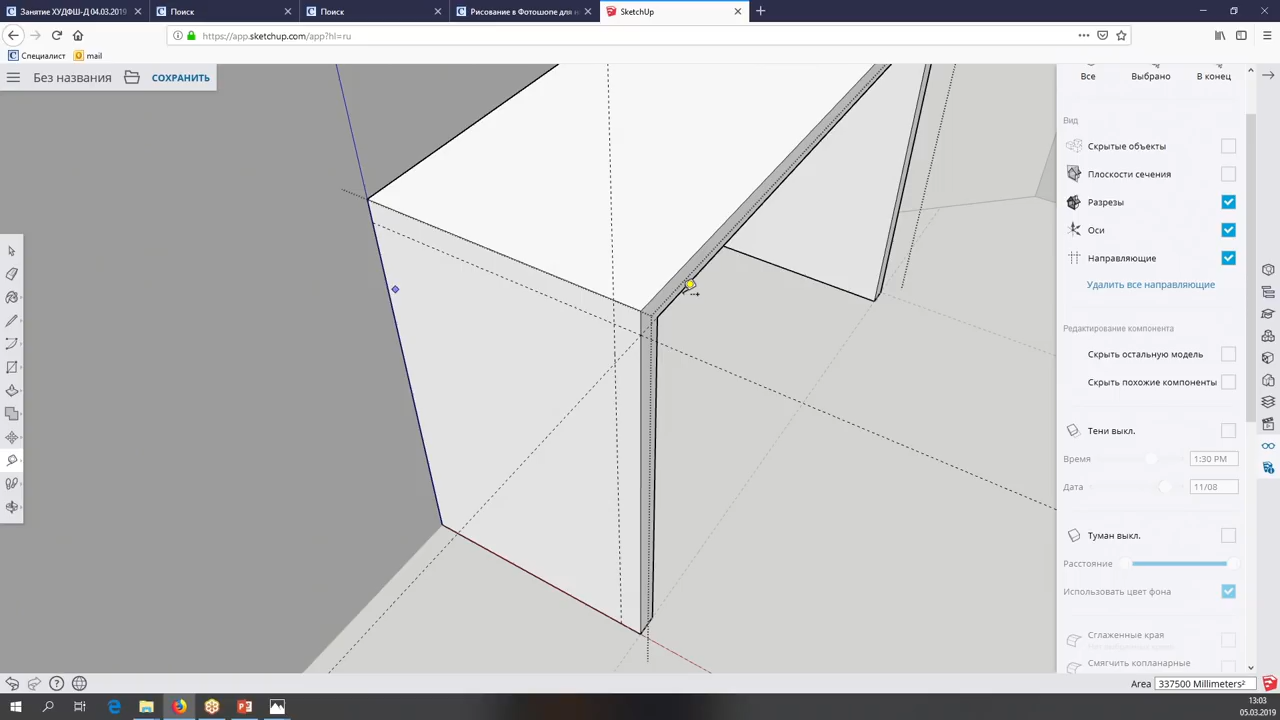 Занятие ХУДФШ-Д 04.03.2019
Поиск
Поиск
Рисование в Фотошопе для н
SketchUp
https://app.sketchup.com/app?hl=ru
Специалист
mail
Без названия
СОХРАНИТЬ
Все
Выбрано
В конец
Вид
Скрытые объекты
Плоскости сечения
Разрезы
Оси
Направляющие
Удалить все направляющие
Редактирование компонента
Скрыть остальную модель
Скрыть похожие компоненты
Тени выкл.
Время
1:30 PM
Дата
11/08
Туман выкл.
Расстояние
Использовать цвет фона
Сглаженные края
Смягчить копланарные
Area
337500 Millimeters²
13:03
05.03.2019